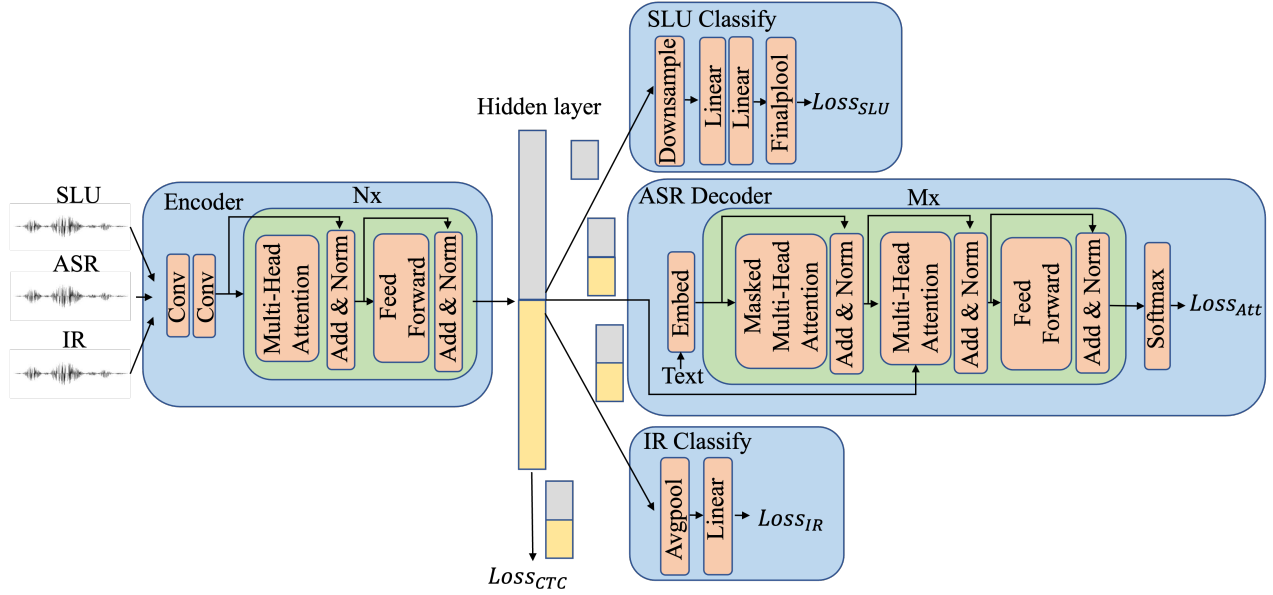 SLU
ASR
IR
Encoder
Nx
Conv
Conv
Multi-Head
Attention
Add & Norm
Feed
Forward
Add & Norm
Hidden layer
Loss_CTC
SLU Classify
Downsample
Linear
Linear
Finalplool
Loss_SLU
ASR Decoder
Mx
Text
Embed
Masked
Multi-Head
Attention
Add & Norm
Multi-Head
Attention
Add & Norm
Feed
Forward
Add & Norm
Softmax
Loss_Att
IR Classify
Avgpool
Linear
Loss_IR